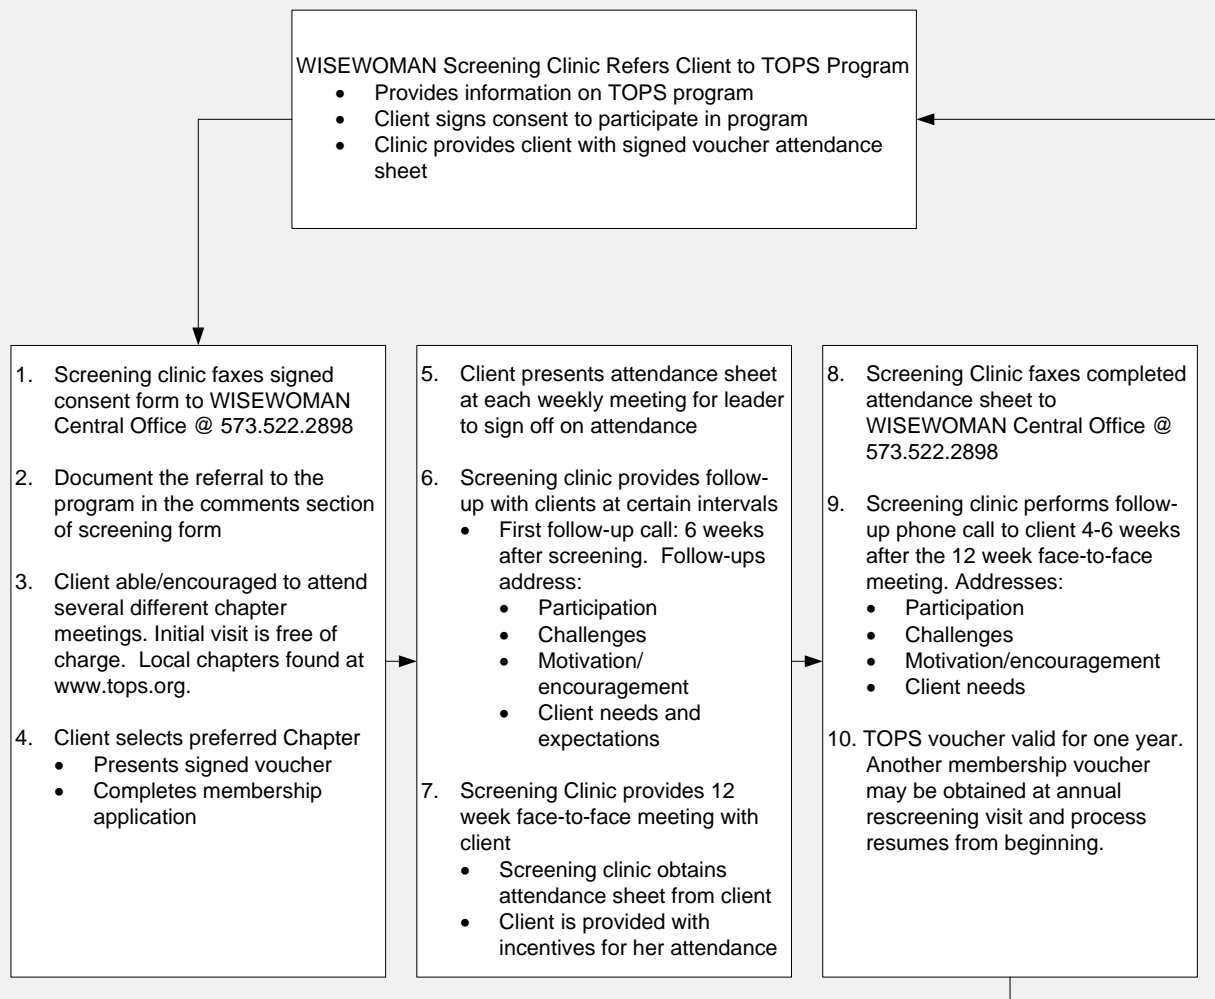 WISEWOMAN Screening Clinic Refers Client to TOPS Program
• Provides information on TOPS program
• Client signs consent to participate in program
• Clinic provides client with signed voucher attendance
sheet
1. Screening clinic faxes signed
consent form to WISEWOMAN
Central Office @ 573.522.2898
2. Document the referral to the
program in the comments section
of screening form
3. Client able/encouraged to attend
several different chapter
meetings. Initial visit is free of
charge.  Local chapters found at
www.tops.org.
4. Client selects preferred Chapter
• Presents signed voucher
• Completes membership
application
5. Client presents attendance sheet
at each weekly meeting for leader
to sign off on attendance
6. Screening clinic provides follow-
up with clients at certain intervals
• First follow-up call: 6 weeks
after screening.  Follow-ups
address:
• Participation
• Challenges
• Motivation/
encouragement
• Client needs and
expectations
7. Screening Clinic provides 12
week face-to-face meeting with
client
• Screening clinic obtains
attendance sheet from client
• Client is provided with
incentives for her attendance
8. Screening Clinic faxes completed
attendance sheet to
WISEWOMAN Central Office @
573.522.2898
9. Screening clinic performs follow-
up phone call to client 4-6 weeks
after the 12 week face-to-face
meeting. Addresses:
• Participation
• Challenges
• Motivation/encouragement
• Client needs
10. TOPS voucher valid for one year.
Another membership voucher
may be obtained at annual
rescreening visit and process
resumes from beginning.